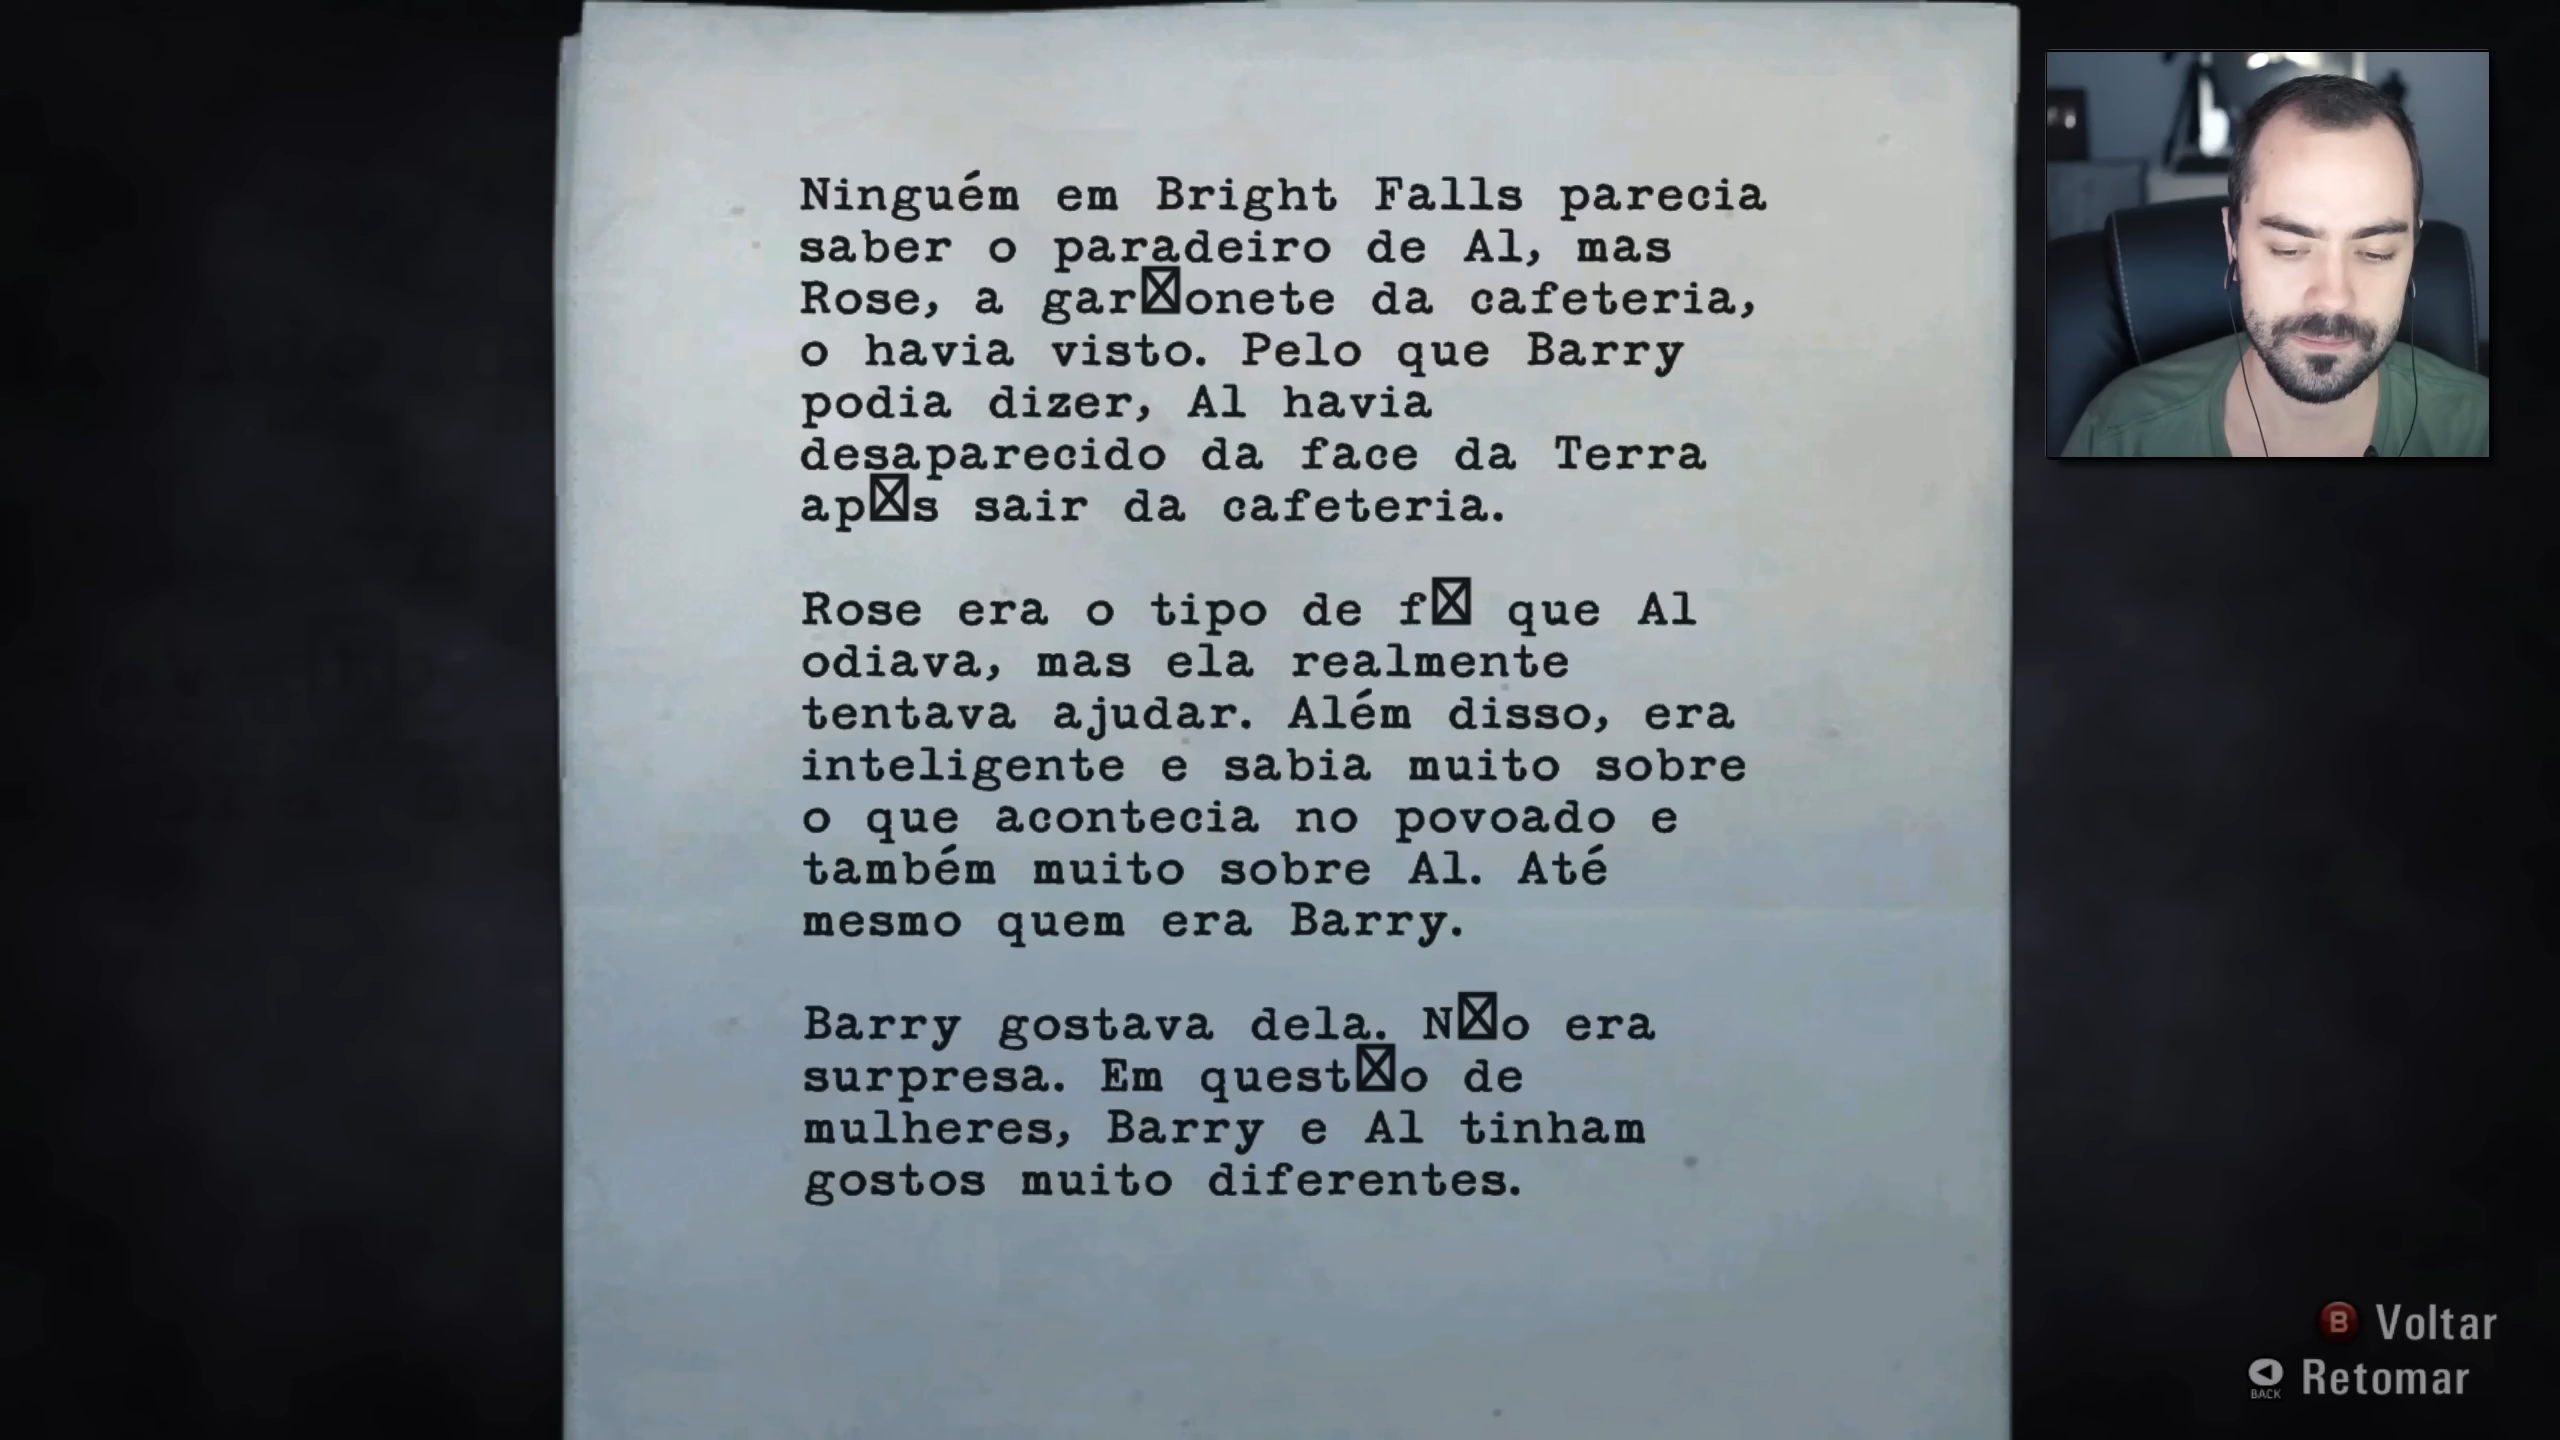 Ninguém em Bright Falls parecia
saber o paradeiro de Al, mas
Rose, a gar☒onete da cafeteria,
o havia visto. Pelo que Barry
podia dizer, Al havia
desaparecido da face da Terra
ap☒s sair da cafeteria.
Rose era o tipo de f☒ que Al
odiava, mas ela realmente
tentava ajudar. Além disso, era
inteligente e sabia muito sobre
o que acontecia no povoado e
também muito sobre Al. Até
mesmo quem era Barry.
Barry gostava dela. N☒o era
surpresa. Em quest☒o de
mulheres, Barry e Al tinham
gostos muito diferentes.
B Voltar
BACK Retomar